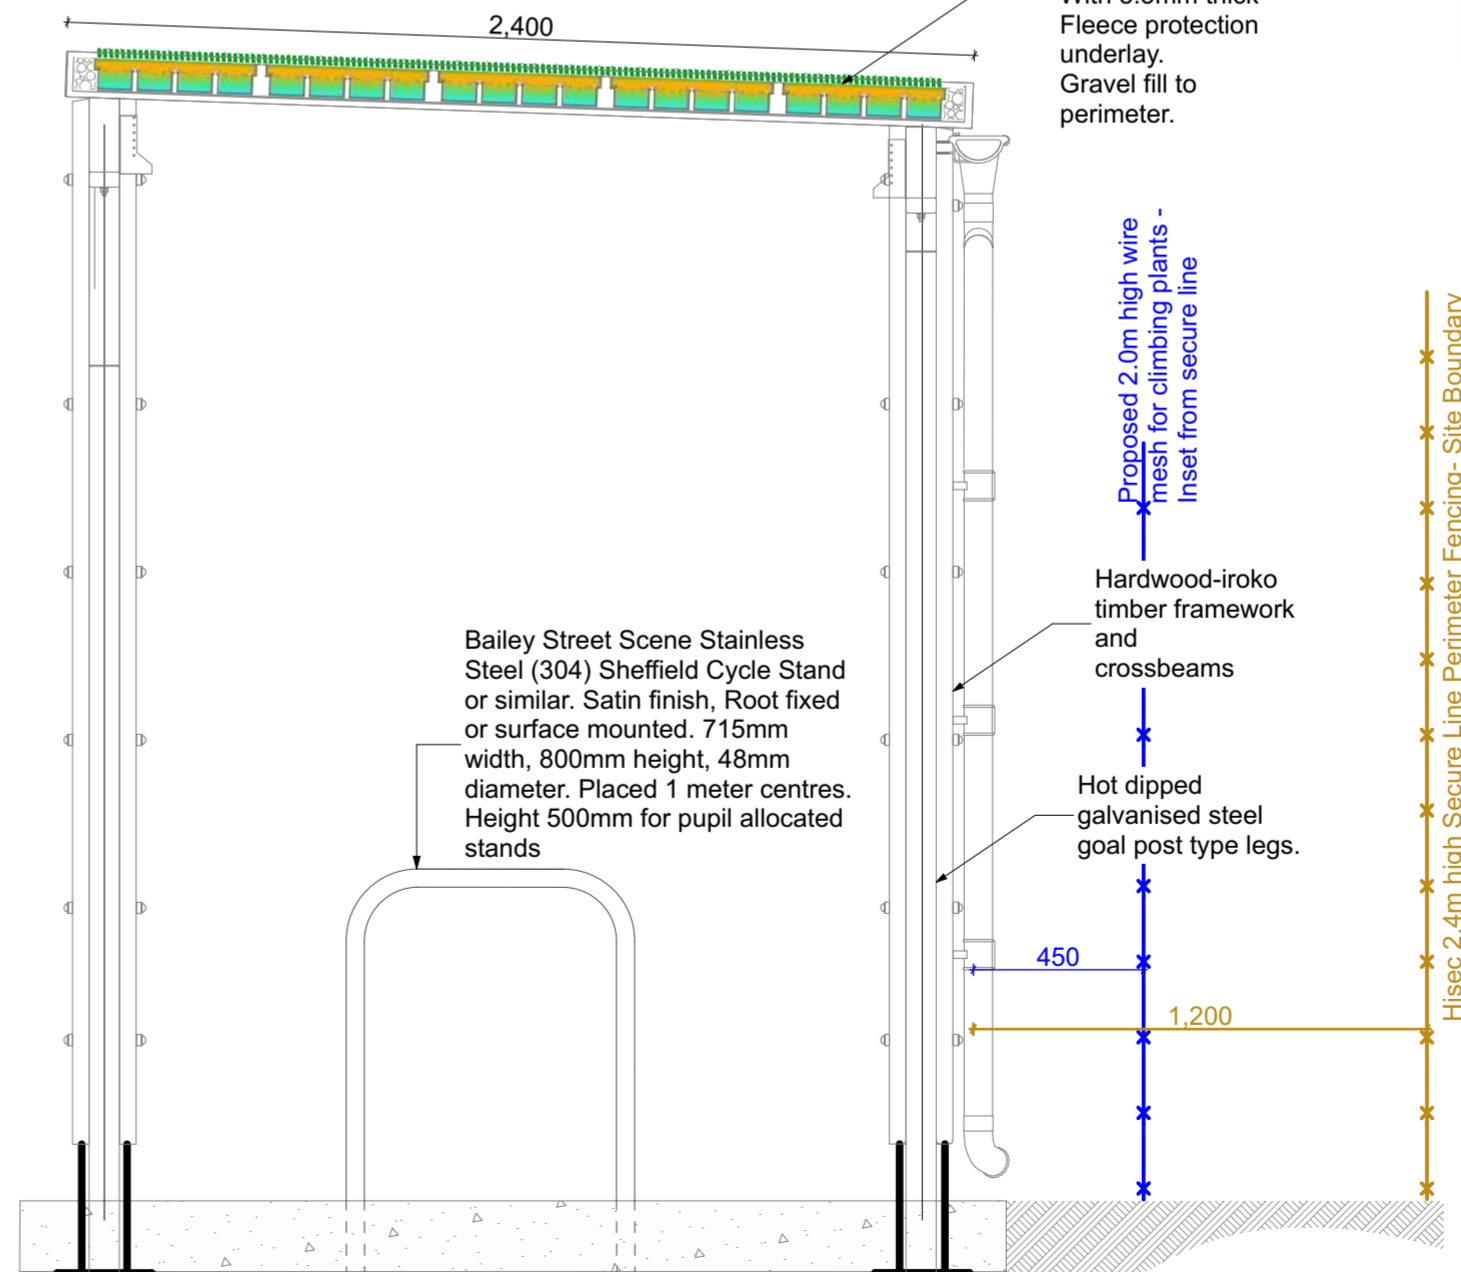 2,400
Fleece protection
underlay.
Gravel fill to
perimeter.
Proposed 2.0m high wire
mesh for climbing plants -
Inset from secure line
Hisec 2.4m high Secure Line Perimeter Fencing- Site Boundary
Hardwood-iroko
timber framework
and
crossbeams
Bailey Street Scene Stainless
Steel (304) Sheffield Cycle Stand
or similar. Satin finish, Root fixed
or surface mounted. 715mm
width, 800mm height, 48mm
diameter. Placed 1 meter centres.
Height 500mm for pupil allocated
stands
Hot dipped
galvanised steel
goal post type legs.
450
1,200